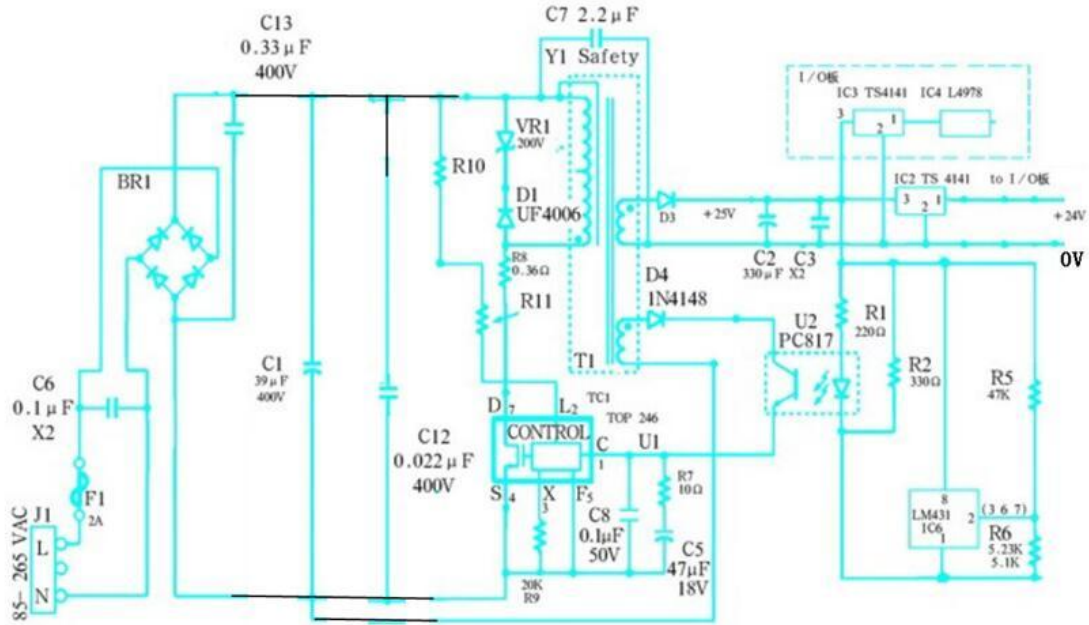 C13
0.33μF
400V
C7 2.2μF
Y1 Safety
I/O板
IC3 TS4141 IC4 L4978
3
1
2
VR1
200V
R10
BR1
D1
UF4006
IC2 TS 4141 to I/O板
3 1
2
D3
+25V
+24V
R8
0.36Ω
C2
330μF
C3
X2
0V
D4
1N4148
R11
U2
PC817
R1
220Ω
R2
330Ω
T1
C1
39μF
400V
C6
0.1μF
X2
R5
47K
D 7
L2
TC1
TOP 246
CONTROL
C
1
U1
C12
0.022μF
400V
S 4
X
3
F5
R7
10Ω
C8
0.1μF
50V
C5
47μF
18V
8
LM431
IC6
2
(3 6 7)
1
R6
5.23K
5.1K
F1
2A
J1
L
N
85-265 VAC
20K
R9